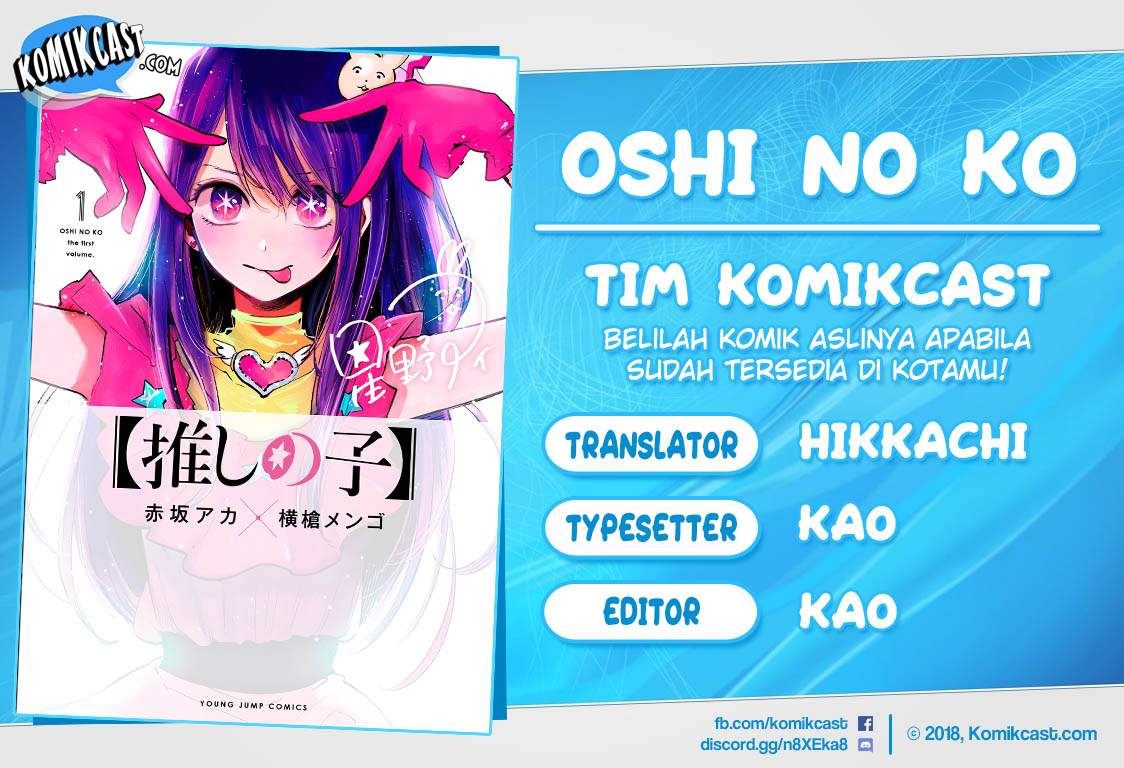 KOMIKCAST
.COM
1
OSHI NO KO
the first
volume.
星野アイ
【推しの子】
赤坂アカ×横槍メンゴ
YOUNG JUMP COMICS
OSHI NO KO
TIM KOMIKCAST
BELILAH KOMIK ASLINYA APABILA
SUDAH TERSEDIA DI KOTAMU!
TRANSLATOR HIKKACHI
TYPESETTER KAO
EDITOR KAO
fb.com/komikcast
discord.gg/n8XEka8
© 2018, Komikcast.com